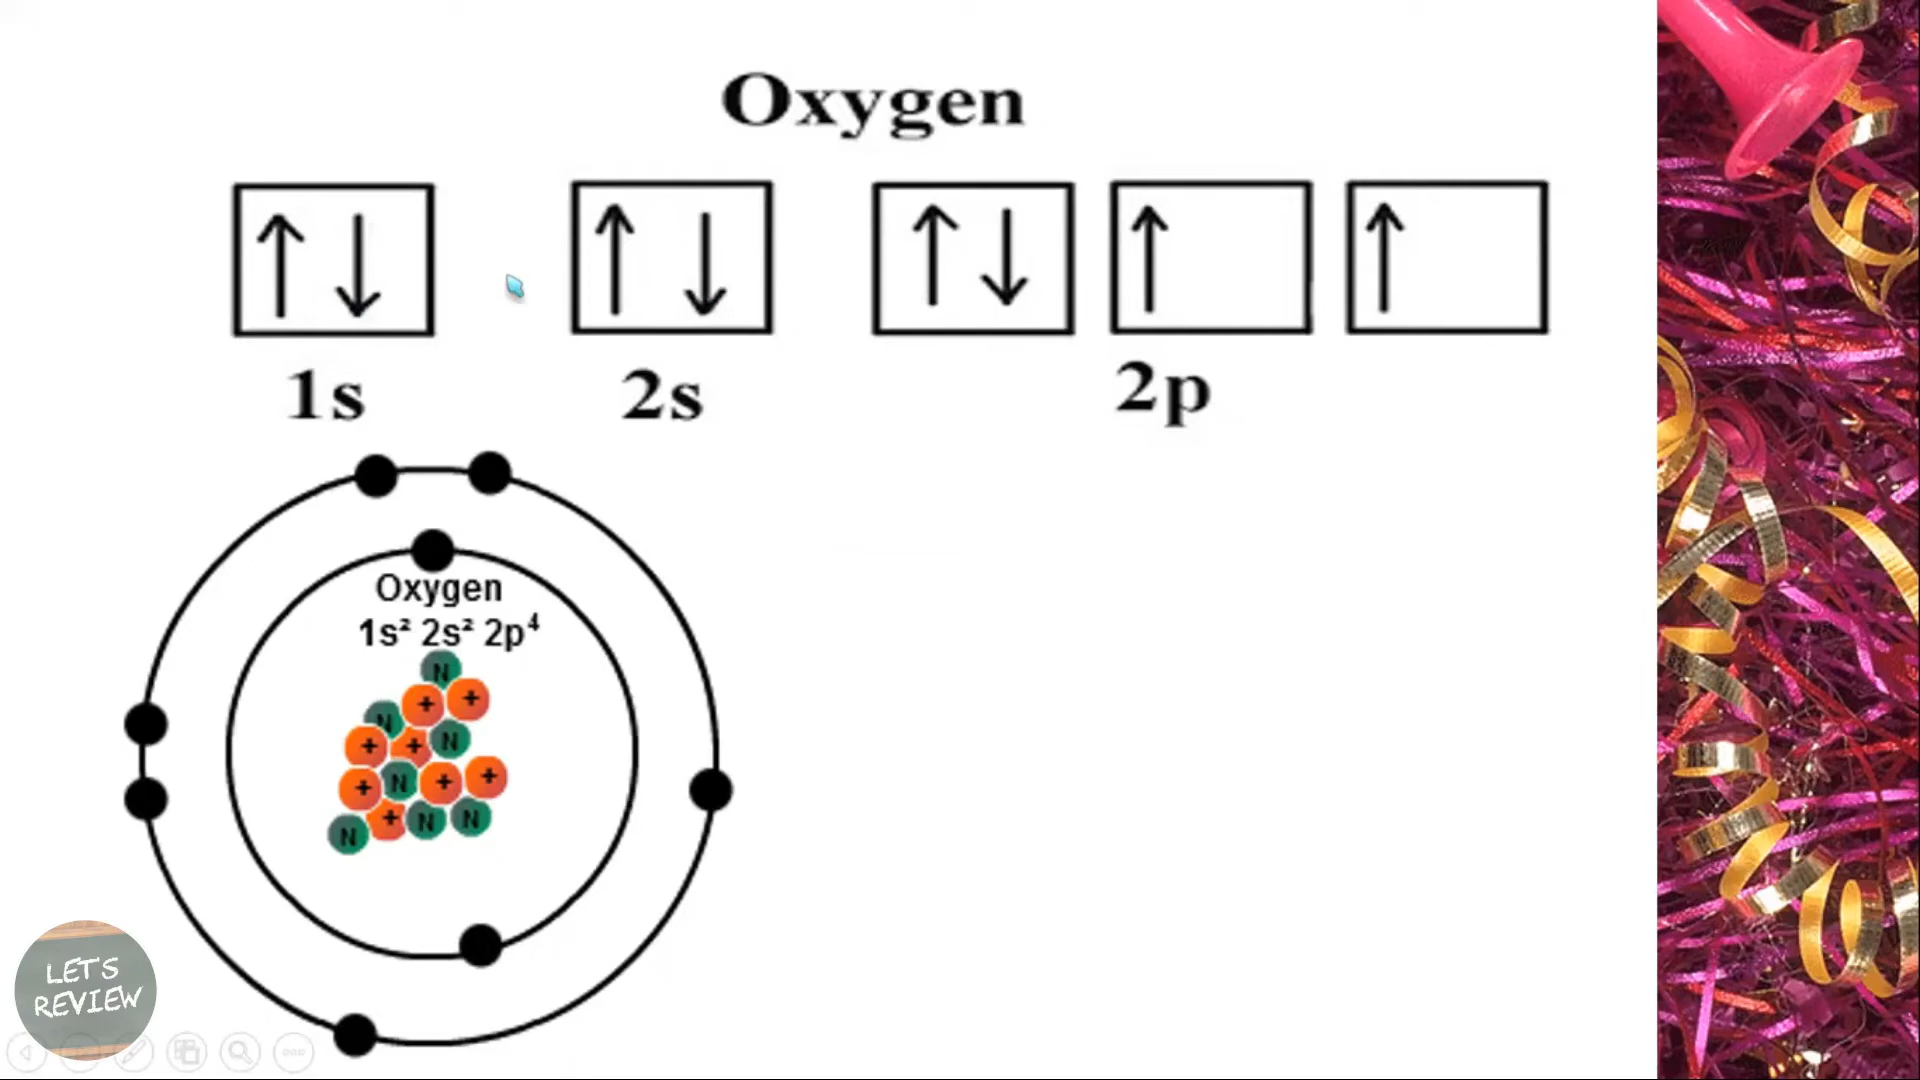 Oxygen
↑ ↓ ↑ ↓ ↑ ↓ ↑ ↑
1s 2s 2p
Oxygen
1s² 2s² 2p⁴
N
+ +
N
+ + N
+ N + +
N + N N
LET'S
REVIEW